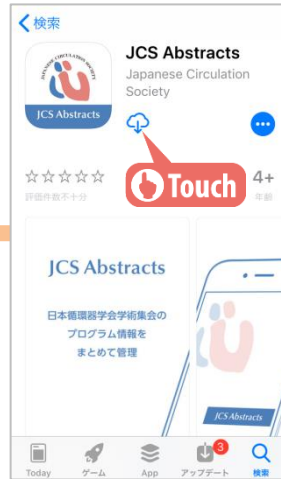 検索
JAPANESE CIRCULATION SOCIETY
JCS Abstracts
JCS Abstracts
Japanese Circulation
Society
Touch
評価件数不十分
4+
年齢
JCS Abstracts
日本循環器学会学術集会の
プログラム情報を
まとめて管理
JCS Abstracts
3
Today
ゲーム
App
アップデート
検索